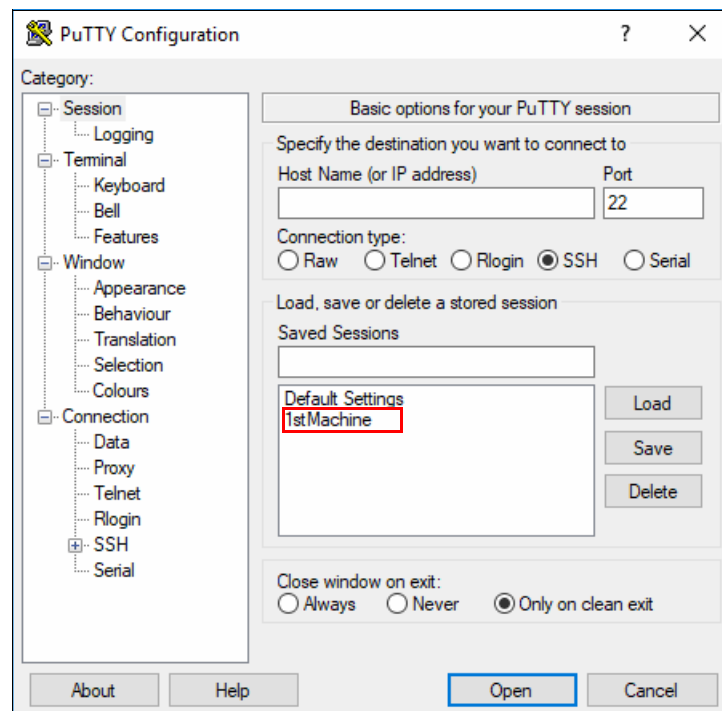 PuTTY Configuration ? X
Category:
Session
Logging
Terminal
Keyboard
Bell
Features
Window
Appearance
Behaviour
Translation
Selection
Colours
Connection
Data
Proxy
Telnet
Rlogin
SSH
Serial
Basic options for your PuTTY session
Specify the destination you want to connect to
Host Name (or IP address) Port
22
Connection type:
Raw Telnet Rlogin SSH Serial
Load, save or delete a stored session
Saved Sessions
Default Settings
1stMachine
Load
Save
Delete
Close window on exit:
Always Never Only on clean exit
About Help Open Cancel